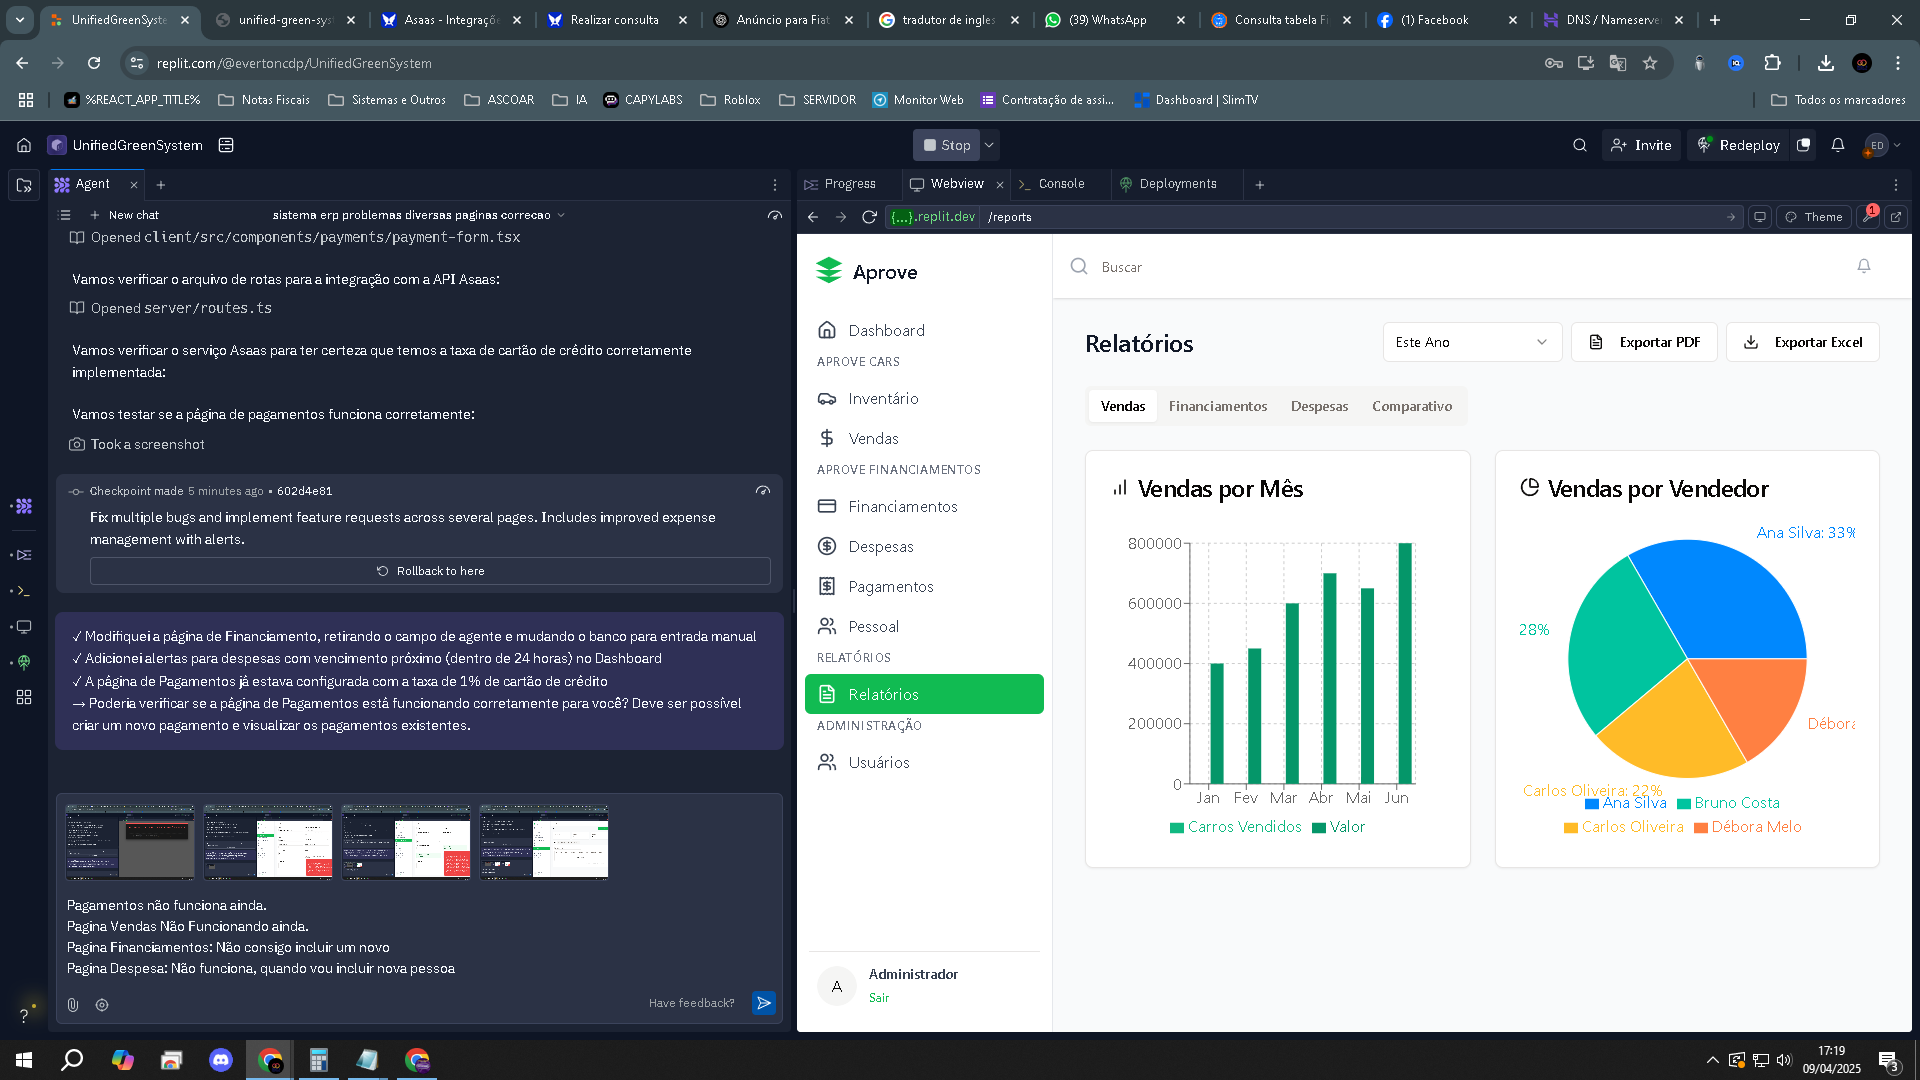 UnifiedGreenSyste
unified-green-sys
Asaas - Integraçõe
Realizar consulta
Anúncio para Fiat
tradutor de ingles
(39) WhatsApp
Consulta tabela Fi
(1) Facebook
DNS / Nameserve
replit.com/@evertoncdp/UnifiedGreenSystem
%REACT_APP_TITLE%
Notas Fiscais
Sistemas e Outros
ASCOAR
IA
CAPYLABS
Roblox
SERVIDOR
Monitor Web
Contratação de assi...
Dashboard | SlimTV
Todos os marcadores
UnifiedGreenSystem
Stop
Invite
Redeploy
ED
Agent
New chat
sistema erp problemas diversas paginas correcao
Opened client/src/components/payments/payment-form.tsx
Vamos verificar o arquivo de rotas para a integração com a API Asaas:
Opened server/routes.ts
Vamos verificar o serviço Asaas para ter certeza que temos a taxa de cartão de crédito corretamente
implementada:
Vamos testar se a página de pagamentos funciona corretamente:
Took a screenshot
Checkpoint made 5 minutes ago • 602d4e81
Fix multiple bugs and implement feature requests across several pages. Includes improved expense
management with alerts.
Rollback to here
✓ Modifiquei a página de Financiamento, retirando o campo de agente e mudando o banco para entrada manual
✓ Adicionei alertas para despesas com vencimento próximo (dentro de 24 horas) no Dashboard
✓ A página de Pagamentos já estava configurada com a taxa de 1% de cartão de crédito
→ Poderia verificar se a página de Pagamentos está funcionando corretamente para você? Deve ser possível
criar um novo pagamento e visualizar os pagamentos existentes.
Pagamentos não funciona ainda.
Pagina Vendas Não Funcionando ainda.
Pagina Financiamentos: Não consigo incluir um novo
Pagina Despesa: Não funciona, quando vou incluir nova pessoa
Have feedback?
?
Progress
Webview
Console
Deployments
{...}.replit.dev
/reports
Theme
1
Aprove
Dashboard
APROVE CARS
Inventário
Vendas
APROVE FINANCIAMENTOS
Financiamentos
Despesas
Pagamentos
Pessoal
RELATÓRIOS
Relatórios
ADMINISTRAÇÃO
Usuários
A
Administrador
Sair
Buscar
Relatórios
Este Ano
Exportar PDF
Exportar Excel
Vendas
Financiamentos
Despesas
Comparativo
Vendas por Mês
800000
600000
400000
200000
0
Jan
Fev
Mar
Abr
Mai
Jun
Carros Vendidos
Valor
Vendas por Vendedor
Ana Silva: 33%
28%
Débora
Carlos Oliveira: 22%
Ana Silva
Bruno Costa
Carlos Oliveira
Débora Melo
17:19
09/04/2025
3